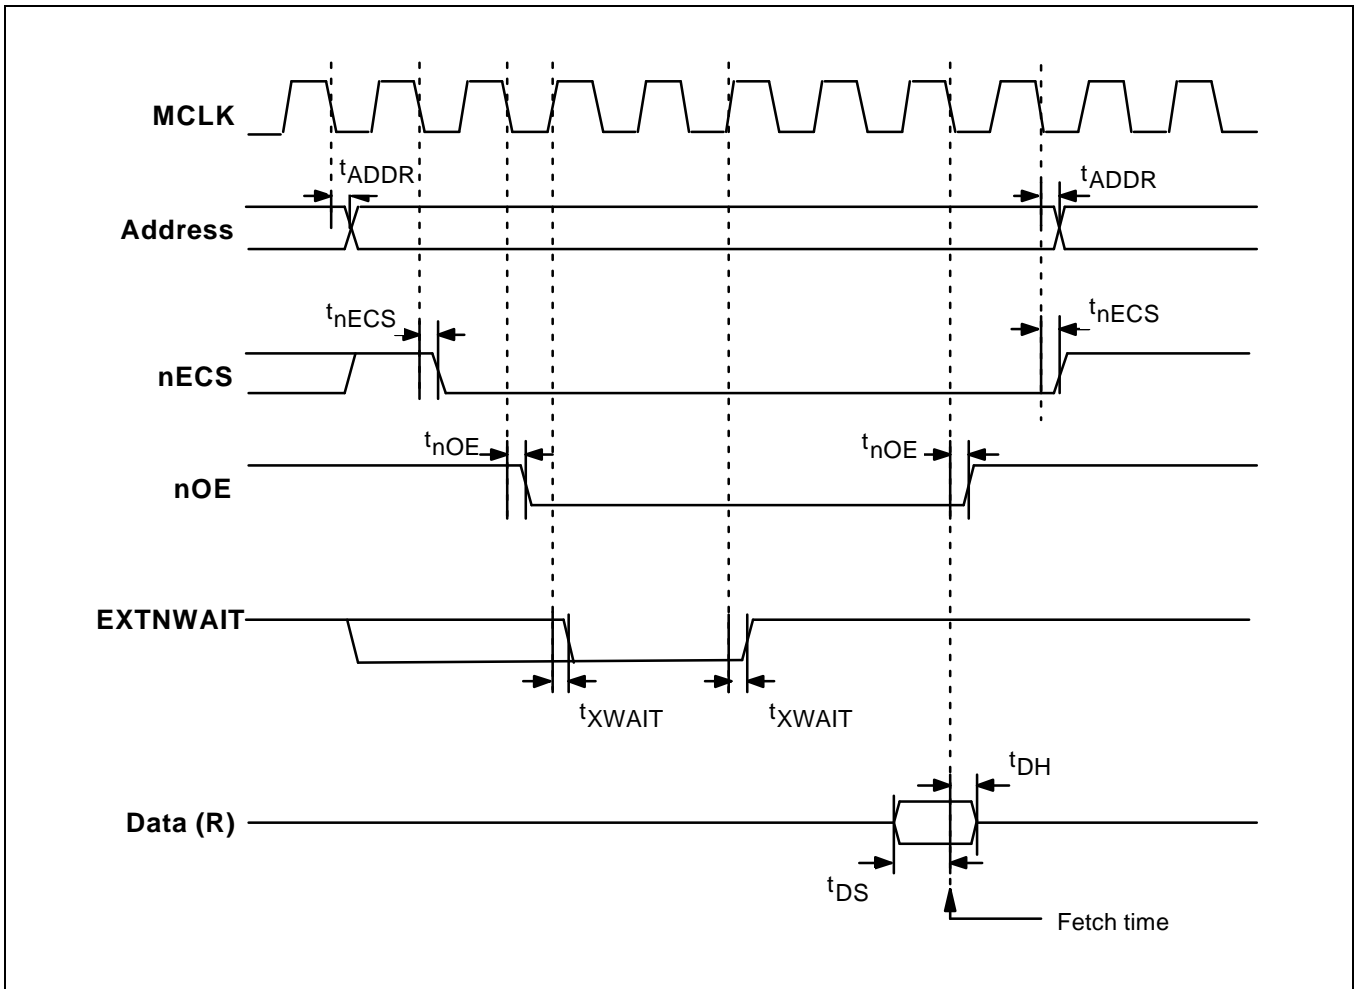 MCLK
tADDR
tADDR
Address
tnECS
tnECS
nECS
tnOE
tnOE
nOE
EXTNWAIT
tXWAIT
tXWAIT
tDH
Data (R)
tDS
Fetch time